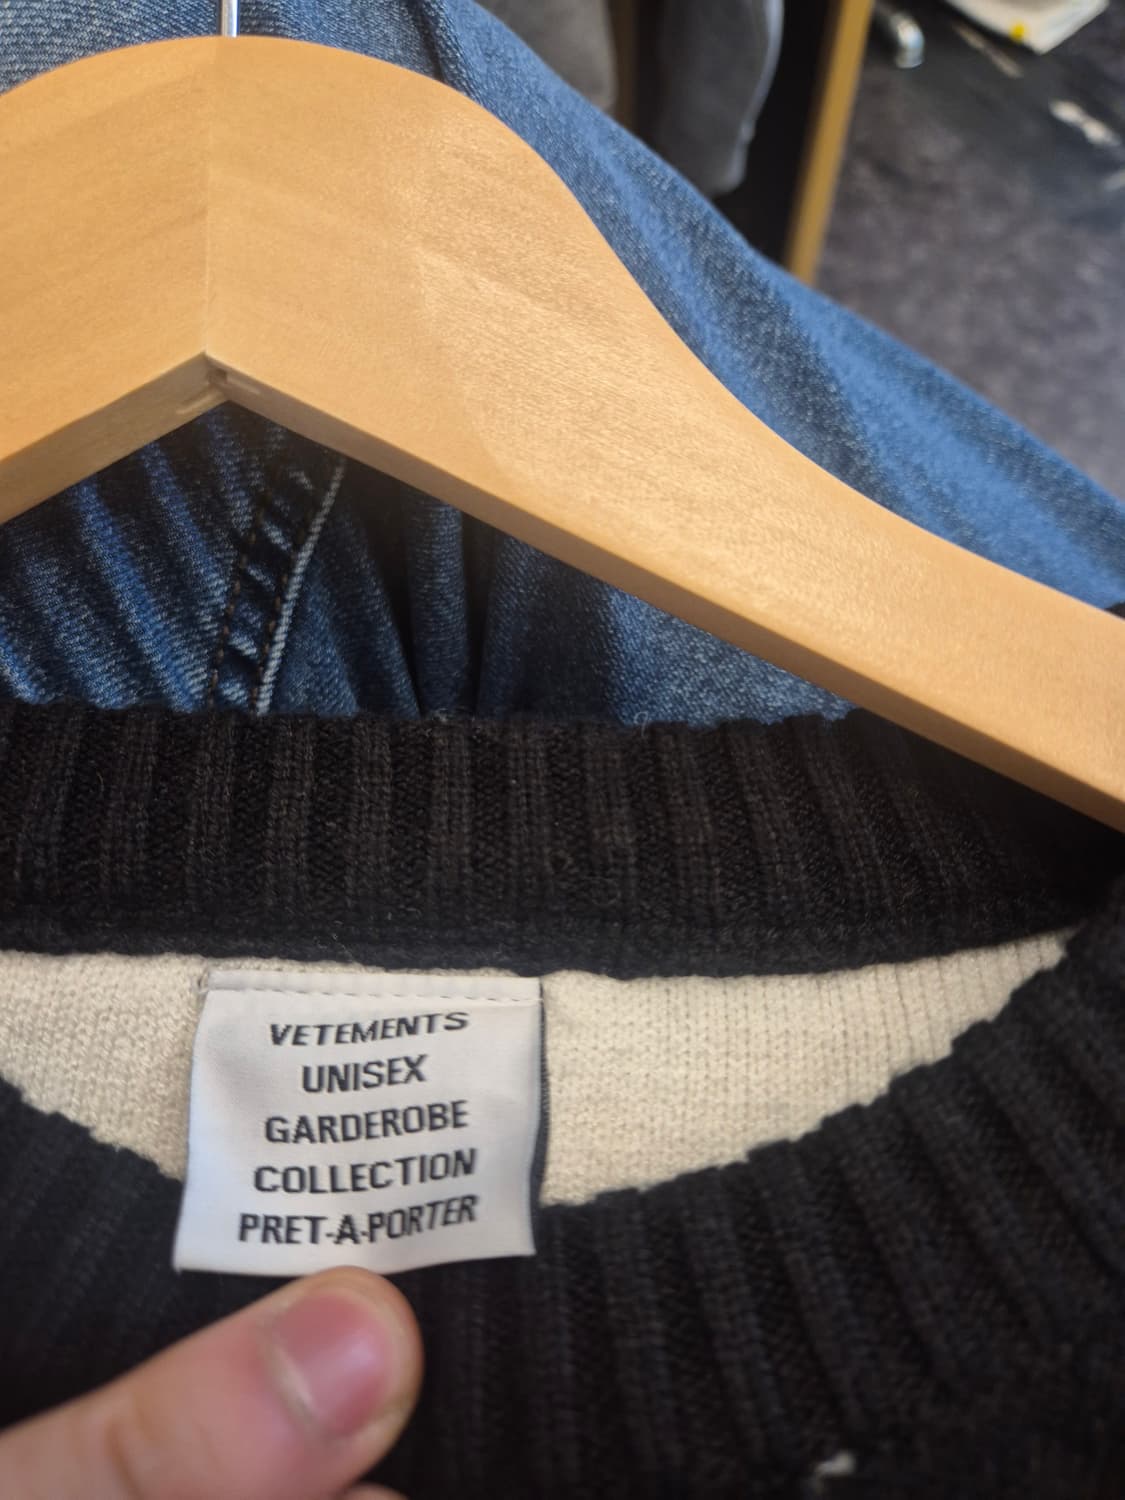 VETEMENTS
UNISEX
GARDEROBE
COLLECTION
PRET-A-PORTER